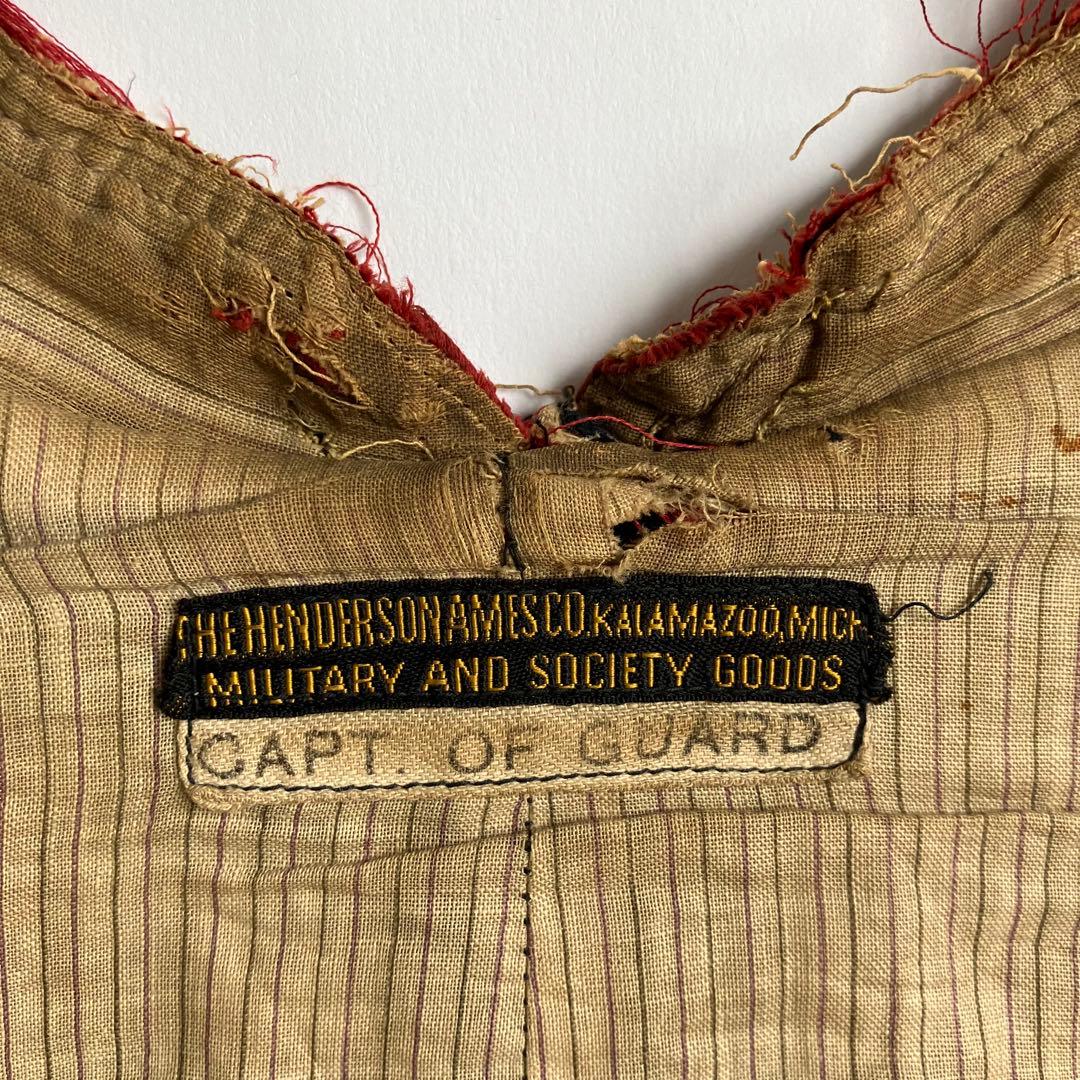 THE HENDERSON AMES CO. KALAMAZOO, MICH.
MILITARY AND SOCIETY GOODS
CAPT. OF GUARD